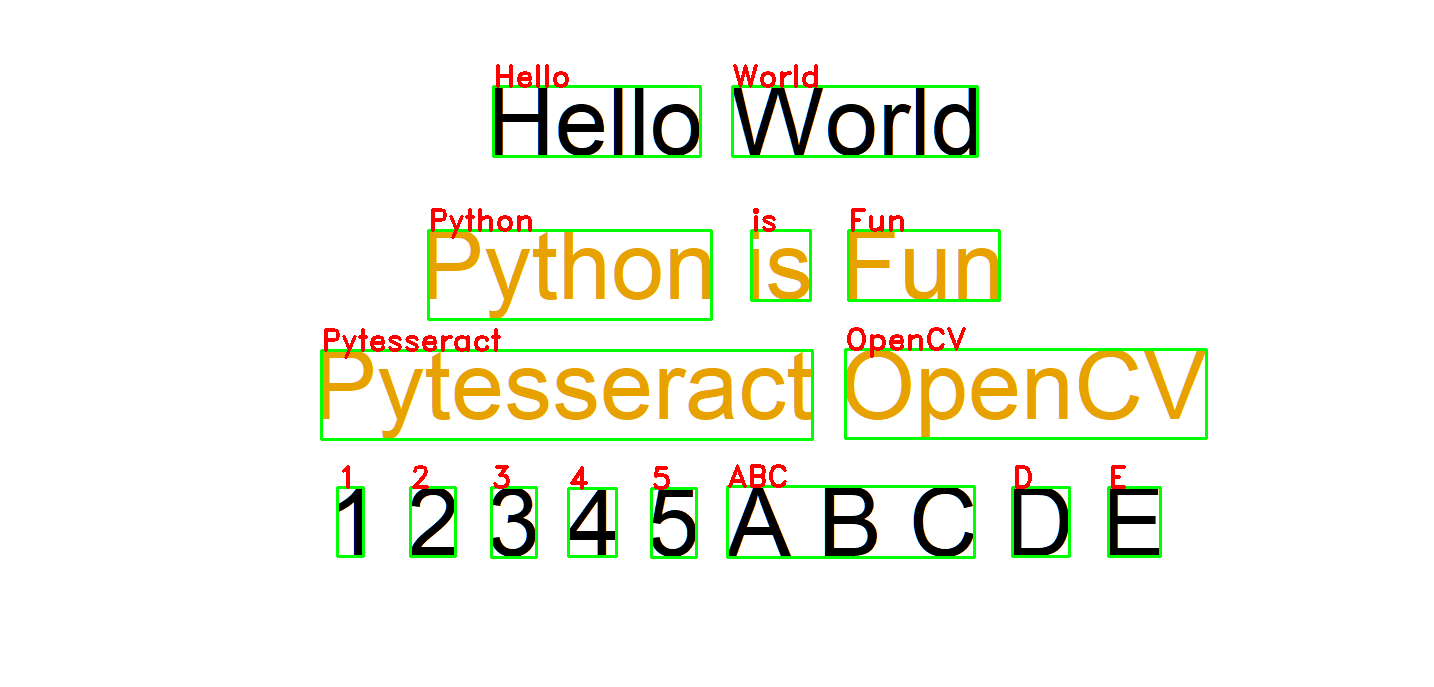 Hello World
Hello World
Python is Fun
Python is Fun
Pytesseract OpenCV
Pytesseract OpenCV
1 2 3 4 5 ABC D E
1 2 3 4 5 A B C D E